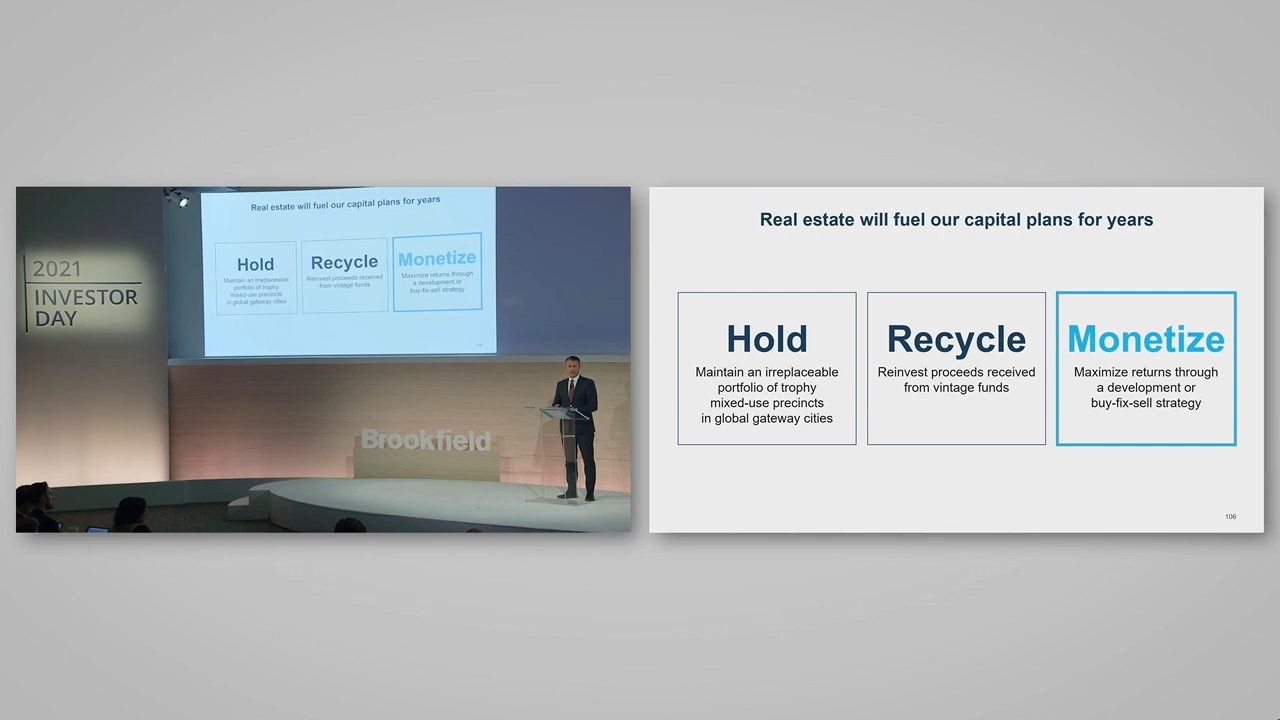 2021
INVESTOR
DAY
Real estate will fuel our capital plans for years
Hold
Maintain an irreplaceable
portfolio of trophy
mixed-use precincts
in global gateway cities
Recycle
Reinvest proceeds received
from vintage funds
Monetize
Maximize returns through
a development or
buy-fix-sell strategy
Brookfield
Real estate will fuel our capital plans for years
Hold
Maintain an irreplaceable
portfolio of trophy
mixed-use precincts
in global gateway cities
Recycle
Reinvest proceeds received
from vintage funds
Monetize
Maximize returns through
a development or
buy-fix-sell strategy
106